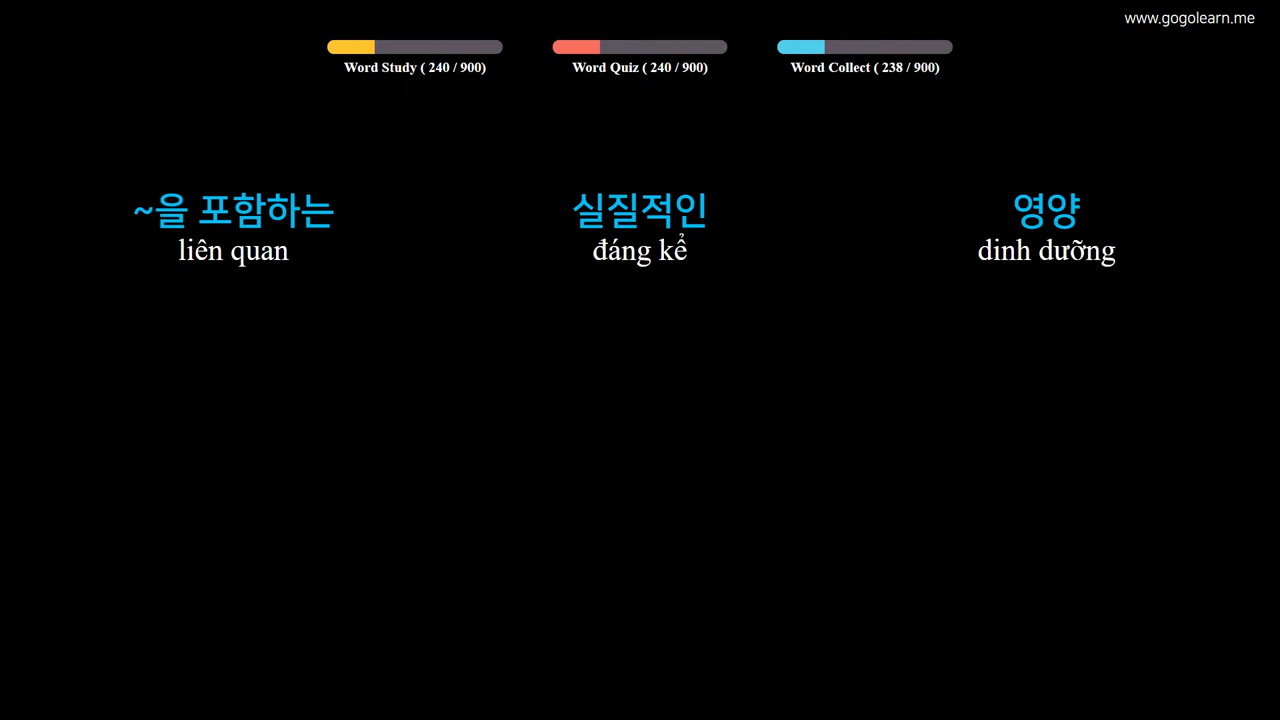 www.gogolearn.me
Word Study ( 240 / 900)
Word Quiz ( 240 / 900)
Word Collect ( 238 / 900)
~을 포함하는
liên quan
실질적인
đáng kể
영양
dinh dưỡng